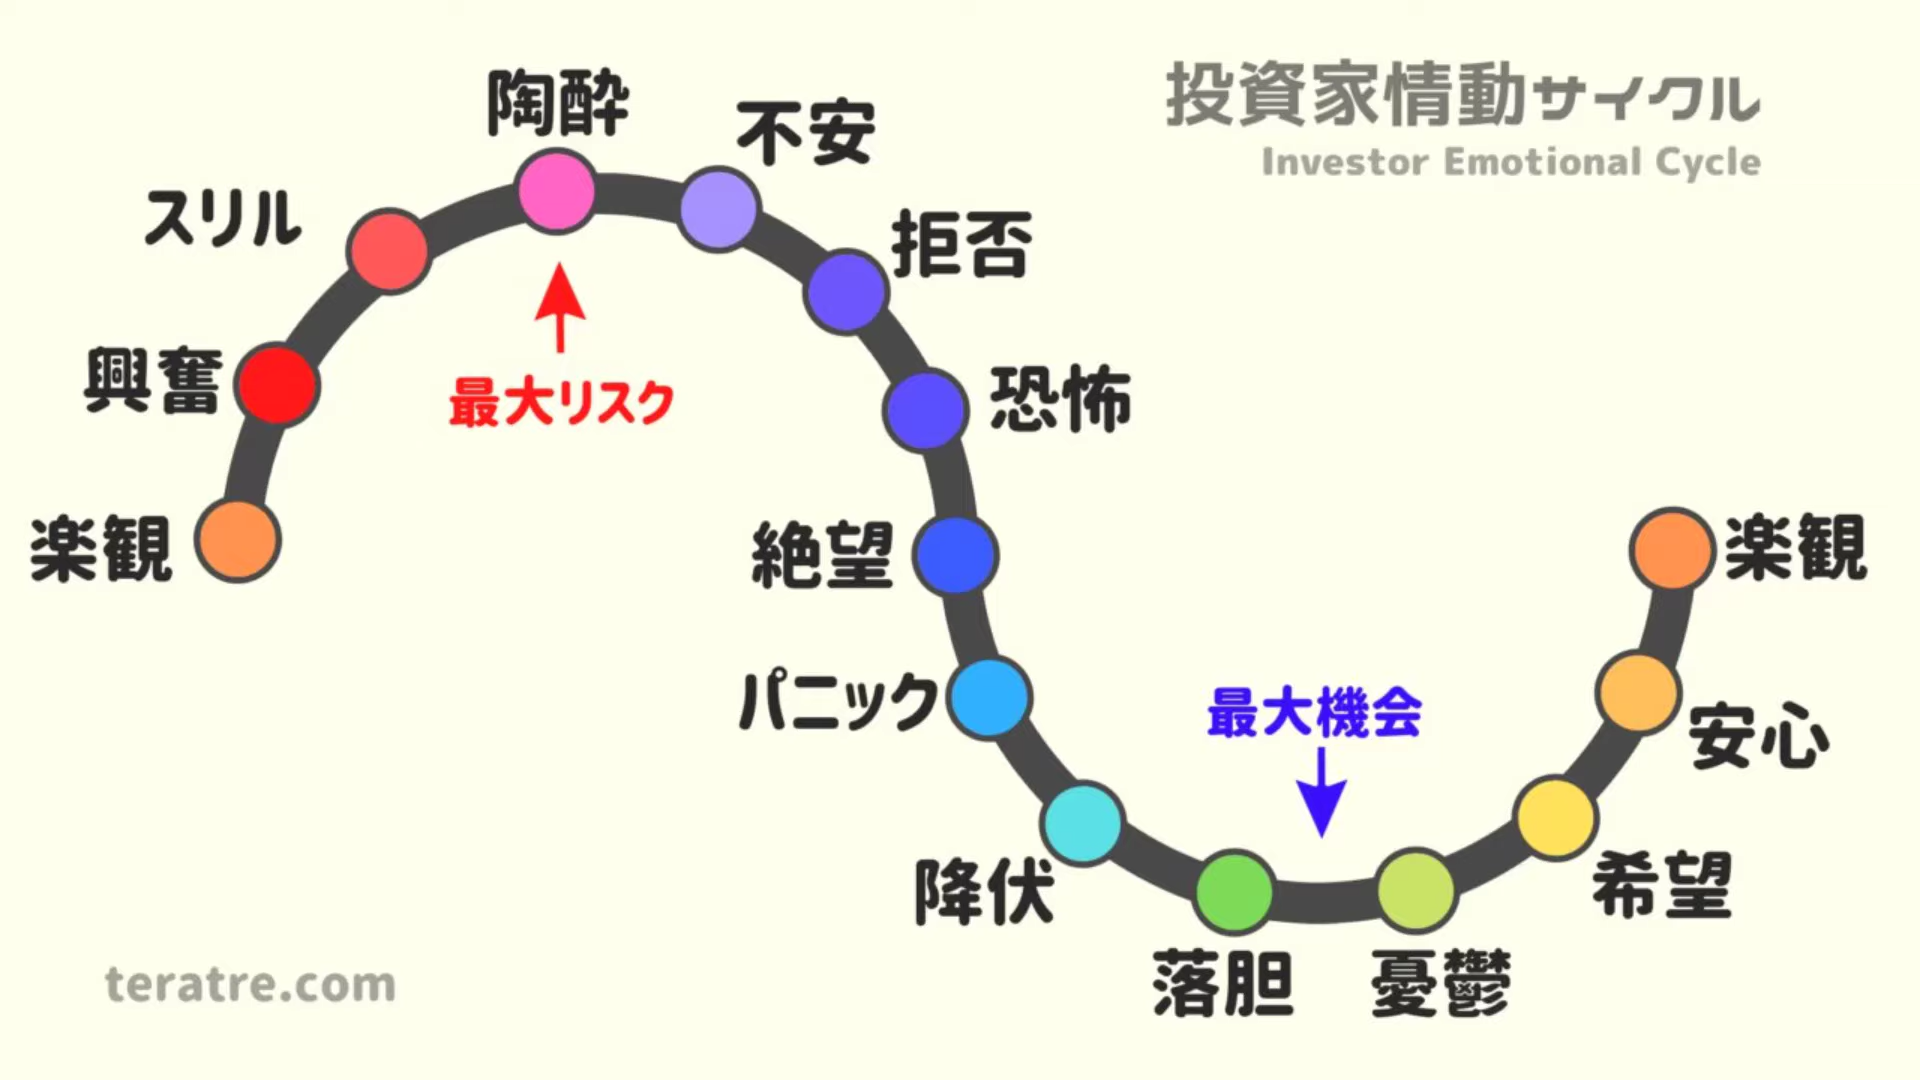 投資家情動サイクル
Investor Emotional Cycle
楽観
興奮
スリル
陶酔
最大リスク
不安
拒否
恐怖
絶望
パニック
降伏
落胆
最大機会
憂鬱
希望
安心
楽観
teratre.com